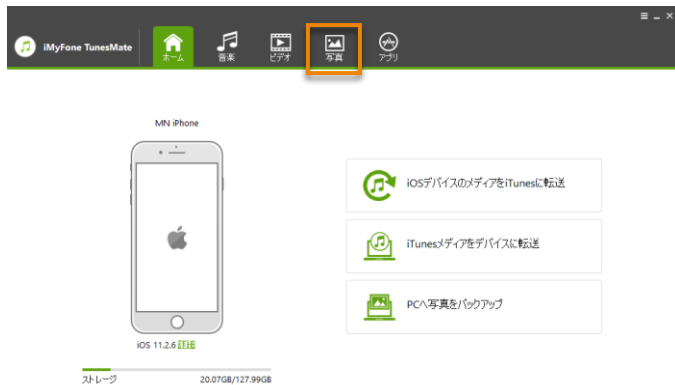 iMyFone TunesMate
ホーム
音楽
ビデオ
写真
アプリ
MN iPhone
iOSデバイスのメディアをiTunesに転送
iTunesメディアをデバイスに転送
PCへ写真をバックアップ
iOS 11.2.6 詳細
ストレージ 20.07GB/127.99GB